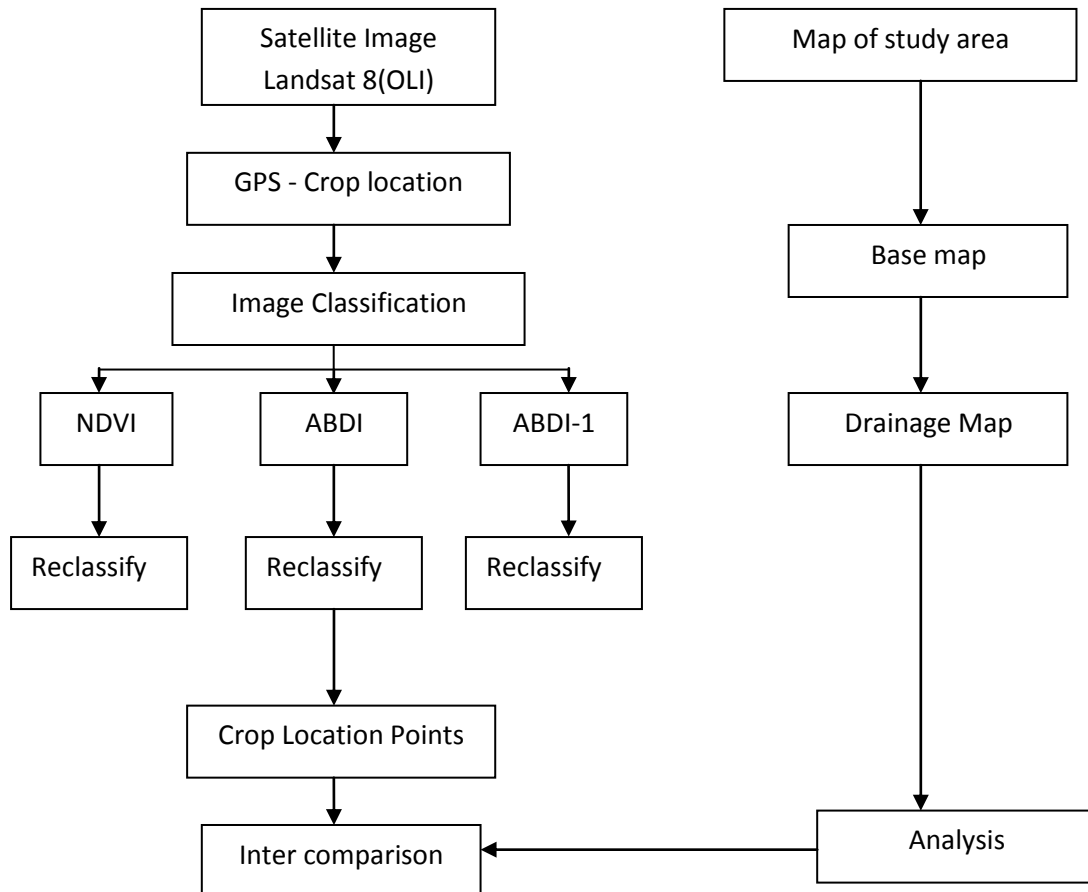 Satellite Image
Landsat 8(OLI)
Map of study area
GPS - Crop location
Base map
Image Classification
NDVI
ABDI
ABDI-1
Drainage Map
Reclassify
Reclassify
Reclassify
Crop Location Points
Inter comparison
Analysis